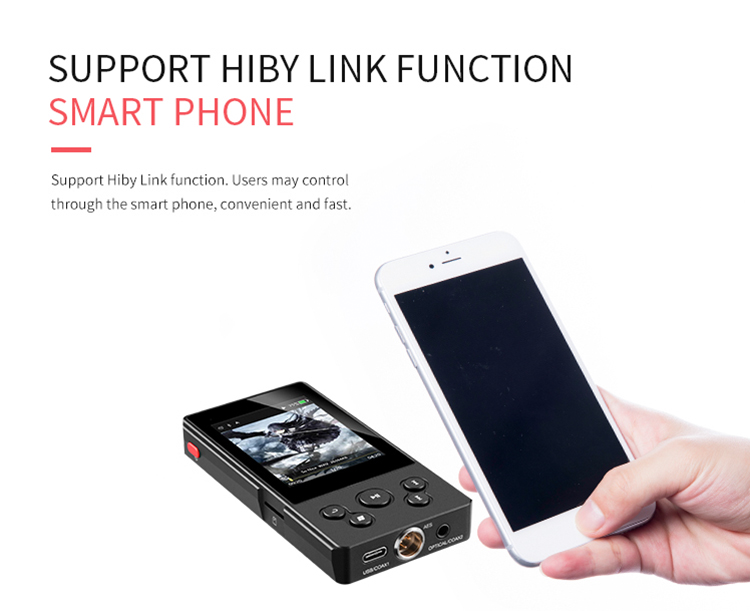 SUPPORT HIBY LINK FUNCTION
SMART PHONE
Support Hiby Link function. Users may control
through the smart phone, convenient and fast.
AES
OPTICAL/COAX2
USB/COAX1